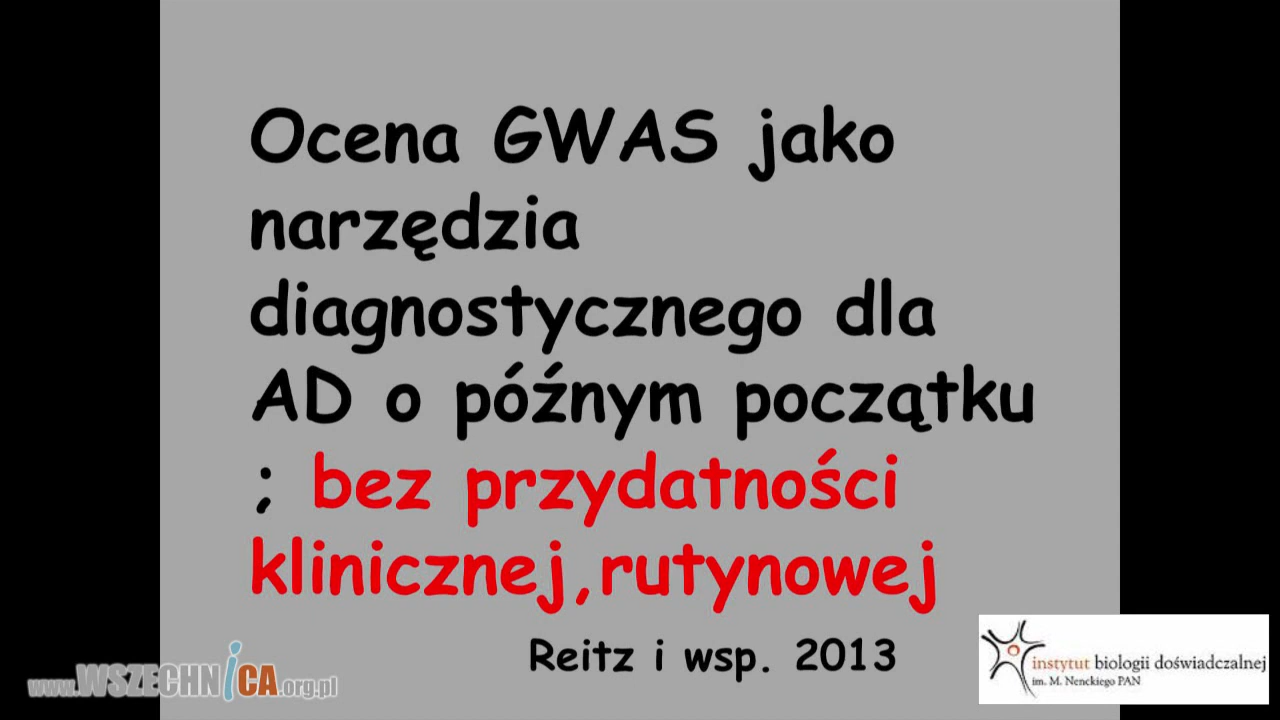 Ocena GWAS jako
narzędzia
diagnostycznego dla
AD o późnym początku
; bez przydatności
klinicznej,rutynowej
Reitz i wsp. 2013
www.WSZECHNICA.org.pl
instytut biologii doświadczalnej
im. M. Nenckiego PAN